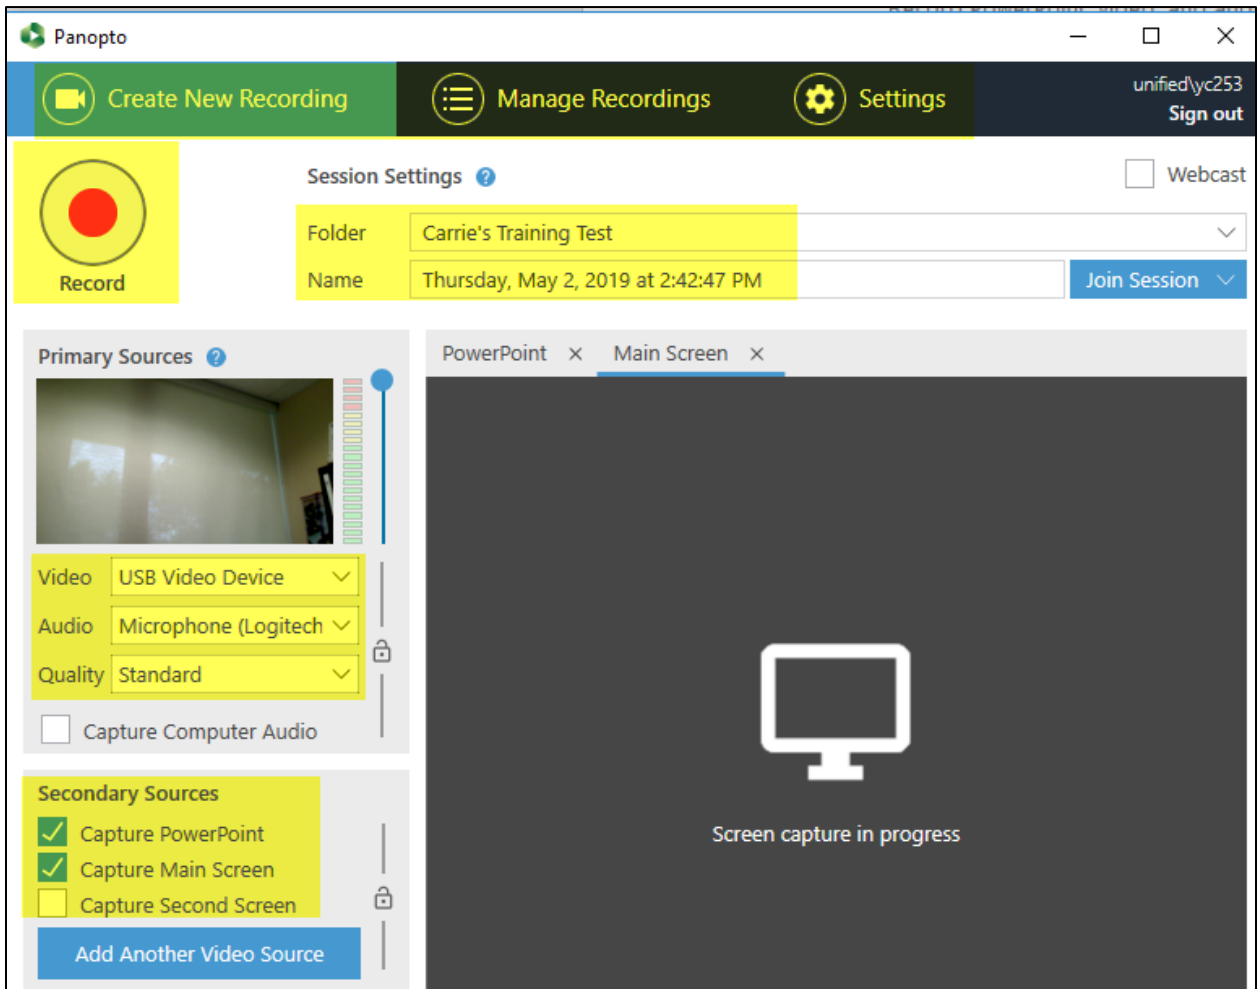 Panopto
Create New Recording
Manage Recordings
Settings
unified\yc253
Sign out
Record
Session Settings ?
Webcast
Folder
Carrie's Training Test
Name
Thursday, May 2, 2019 at 2:42:47 PM
Join Session
Primary Sources ?
PowerPoint
Main Screen
Video
USB Video Device
Audio
Microphone (Logitech
Quality
Standard
Capture Computer Audio
Secondary Sources
Capture PowerPoint
Capture Main Screen
Capture Second Screen
Add Another Video Source
Screen capture in progress